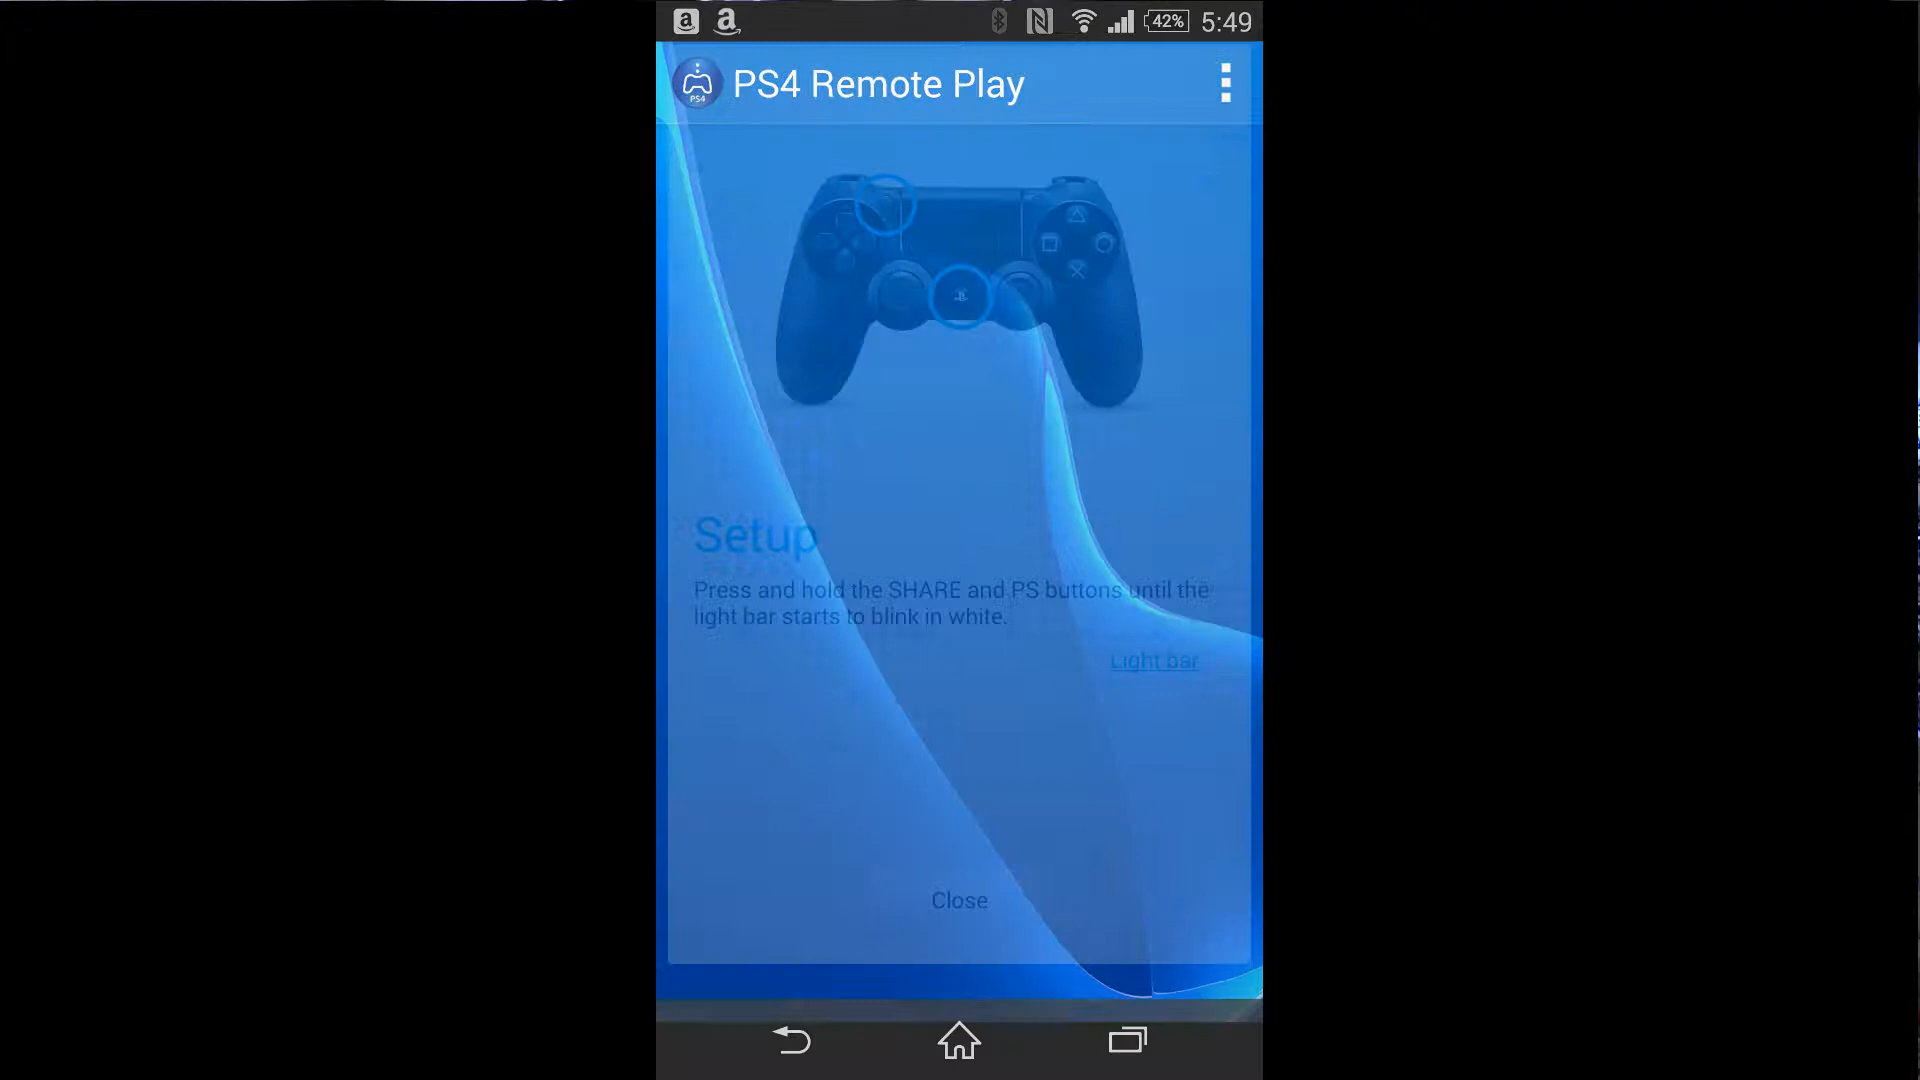 42% 5:49
PS4 PS4 Remote Play
Setup
Press and hold the SHARE and PS buttons until the
light bar starts to blink in white.
Light bar
Close